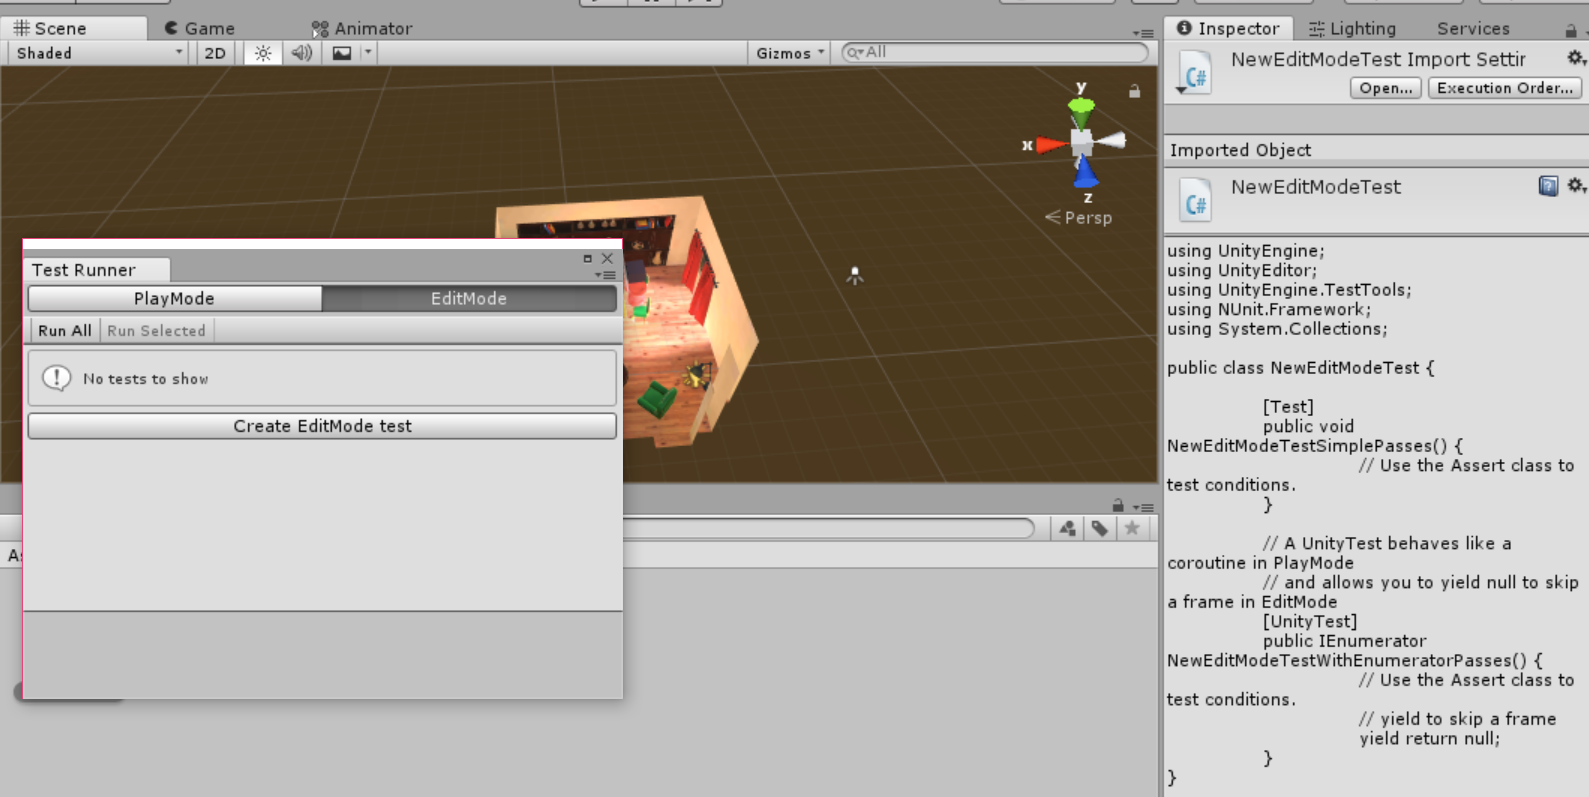 Scene
Game
Animator
Shaded
2D
Gizmos
All
y
x
z
Persp
Test Runner
PlayMode
EditMode
Run All
Run Selected
No tests to show
Create EditMode test
Inspector
Lighting
Services
NewEditModeTest Import Settir
Open...
Execution Order...
Imported Object
NewEditModeTest
C#
C#
using UnityEngine;
using UnityEditor;
using UnityEngine.TestTools;
using NUnit.Framework;
using System.Collections;
public class NewEditModeTest {
[Test]
public void
NewEditModeTestSimplePasses() {
// Use the Assert class to
test conditions.
}
// A UnityTest behaves like a
coroutine in PlayMode
// and allows you to yield null to skip
a frame in EditMode
[UnityTest]
public IEnumerator
NewEditModeTestWithEnumeratorPasses() {
// Use the Assert class to
test conditions.
// yield to skip a frame
yield return null;
}
}